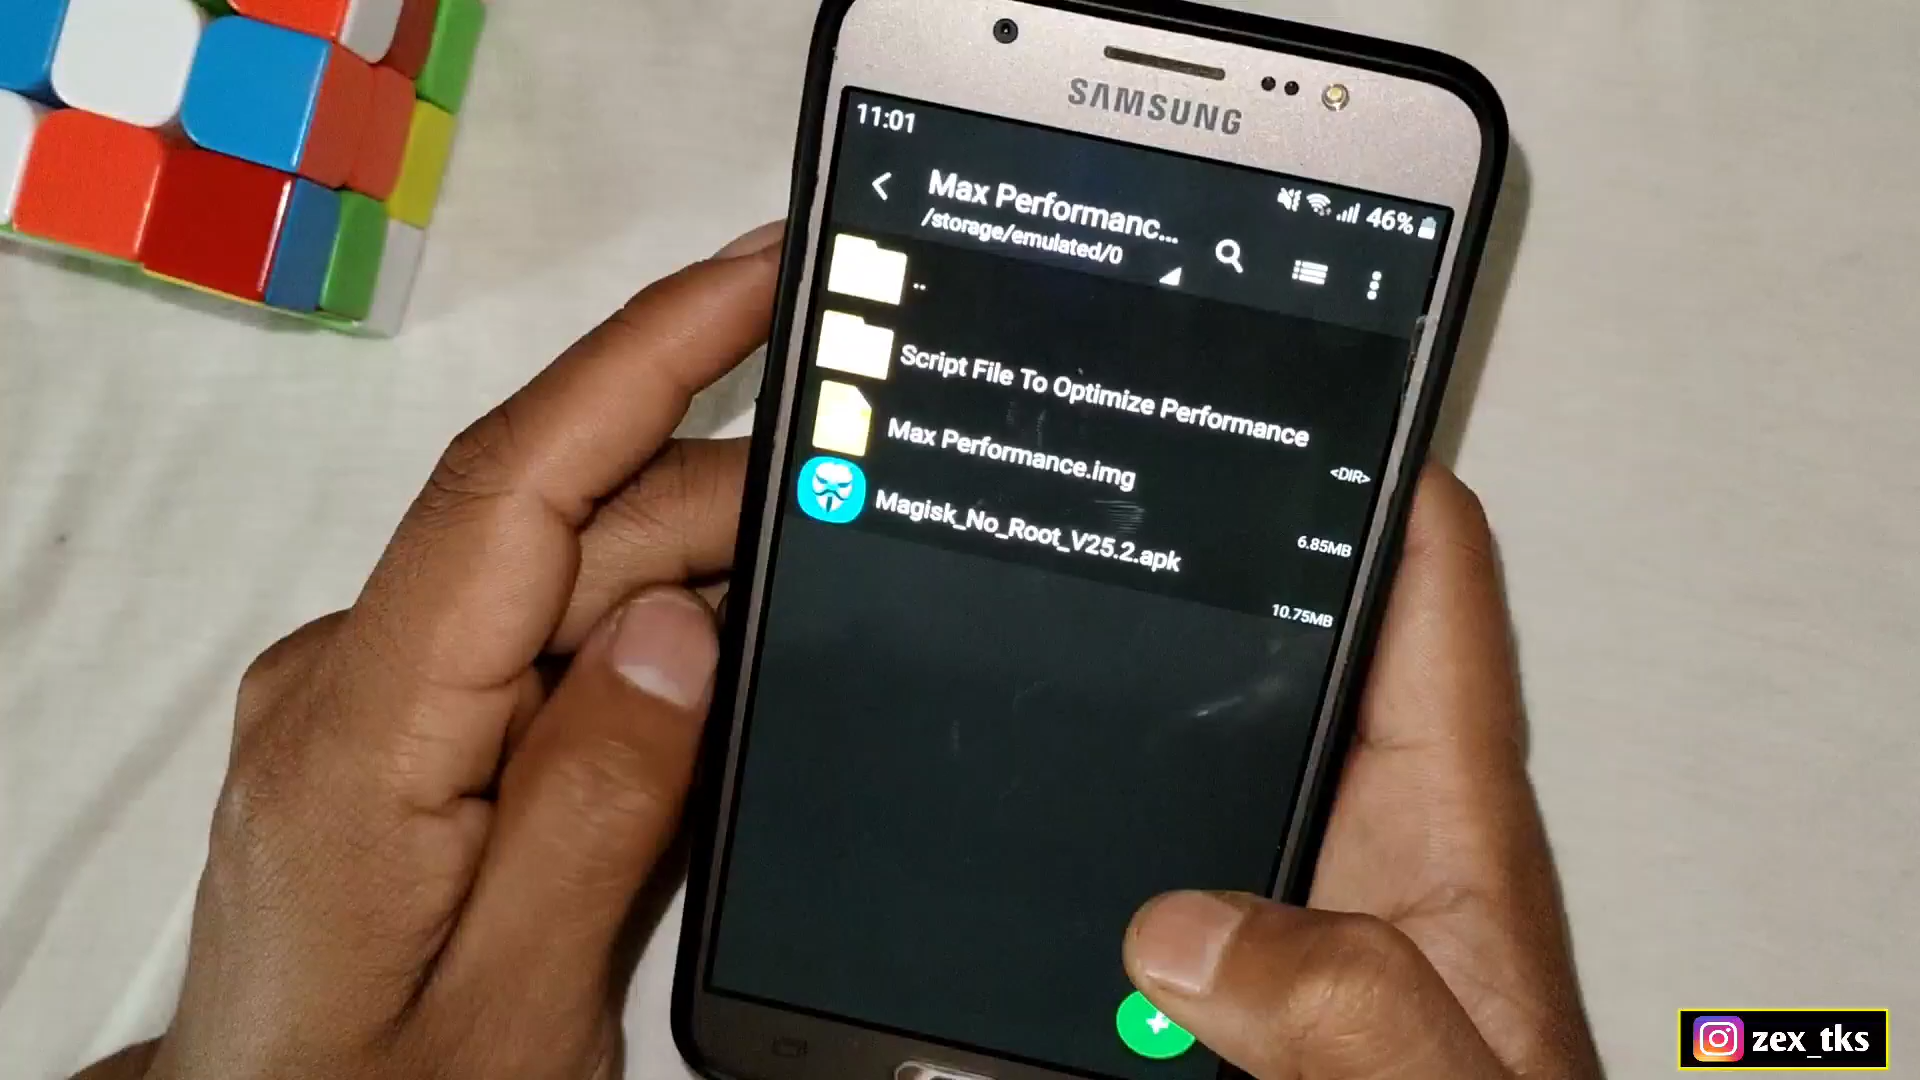 SAMSUNG
11:01
46%
Max Performanc...
/storage/emulated/0
..
Script File To Optimize Performance
<DIR>
Max Performance.img
6.85MB
Magisk_No_Root_V25.2.apk
10.75MB
zex_tks